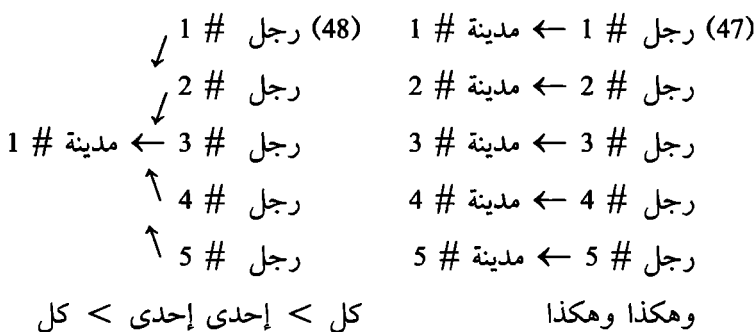 (47) رجل # 1 ← مدينة # 1 (48) رجل # 1 ↙
رجل # 2 ← مدينة # 2 رجل # 2 ↙
رجل # 3 ← مدينة # 3 رجل # 3 ← مدينة # 1
رجل # 4 ← مدينة # 4 رجل # 4 ↖
رجل # 5 ← مدينة # 5 رجل # 5 ↖
وهكذا وهكذا كل > إحدى إحدى > كل